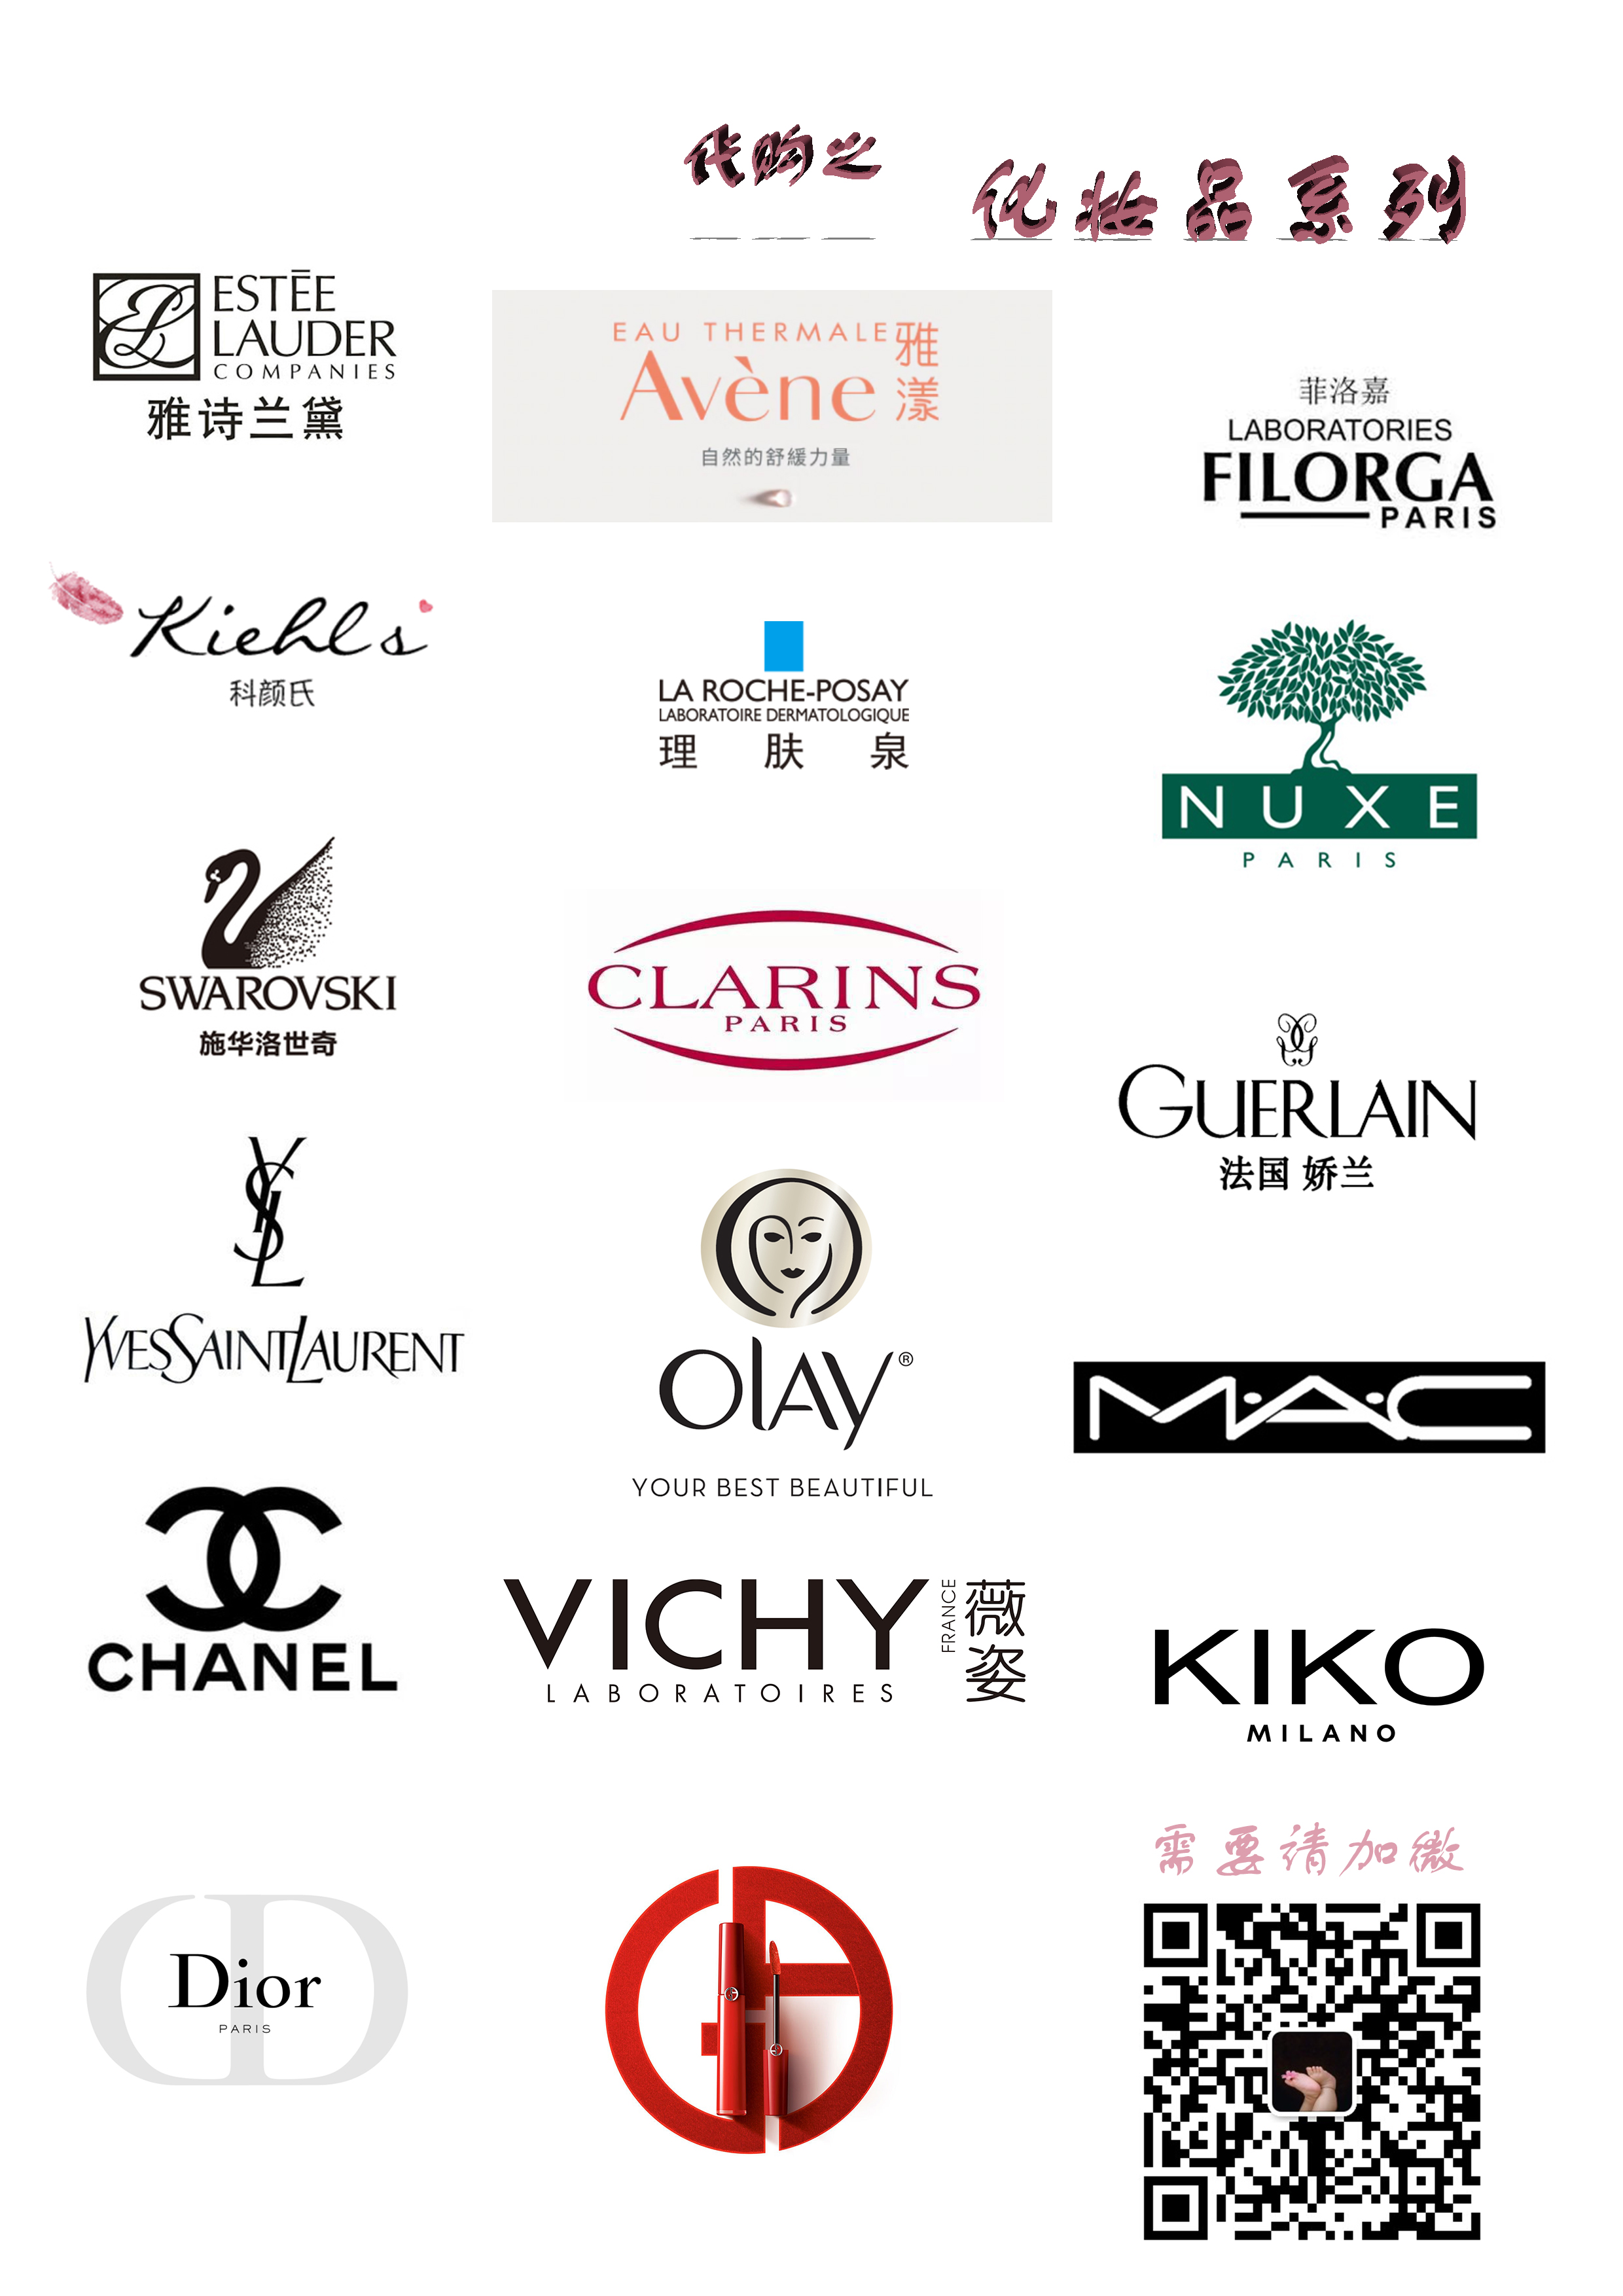 代购之
化妆品系列
ESTĒE
LAUDER
COMPANIES
雅诗兰黛
EAU THERMALE
Avène
雅漾
自然的舒緩力量
菲洛嘉
LABORATORIES
FILORGA
PARIS
Kiehl's
科颜氏
LA ROCHE-POSAY
LABORATOIRE DERMATOLOGIQUE
理肤泉
NUXE
PARIS
SWAROVSKI
施华洛世奇
CLARINS
PARIS
GUERLAIN
法国 娇兰
YSL
YVESSAINTLAURENT
OLAY®
YOUR BEST BEAUTIFUL
M·A·C
CHANEL
VICHY
LABORATOIRES
FRANCE
薇姿
KIKO
MILANO
Dior
PARIS
需要请加微